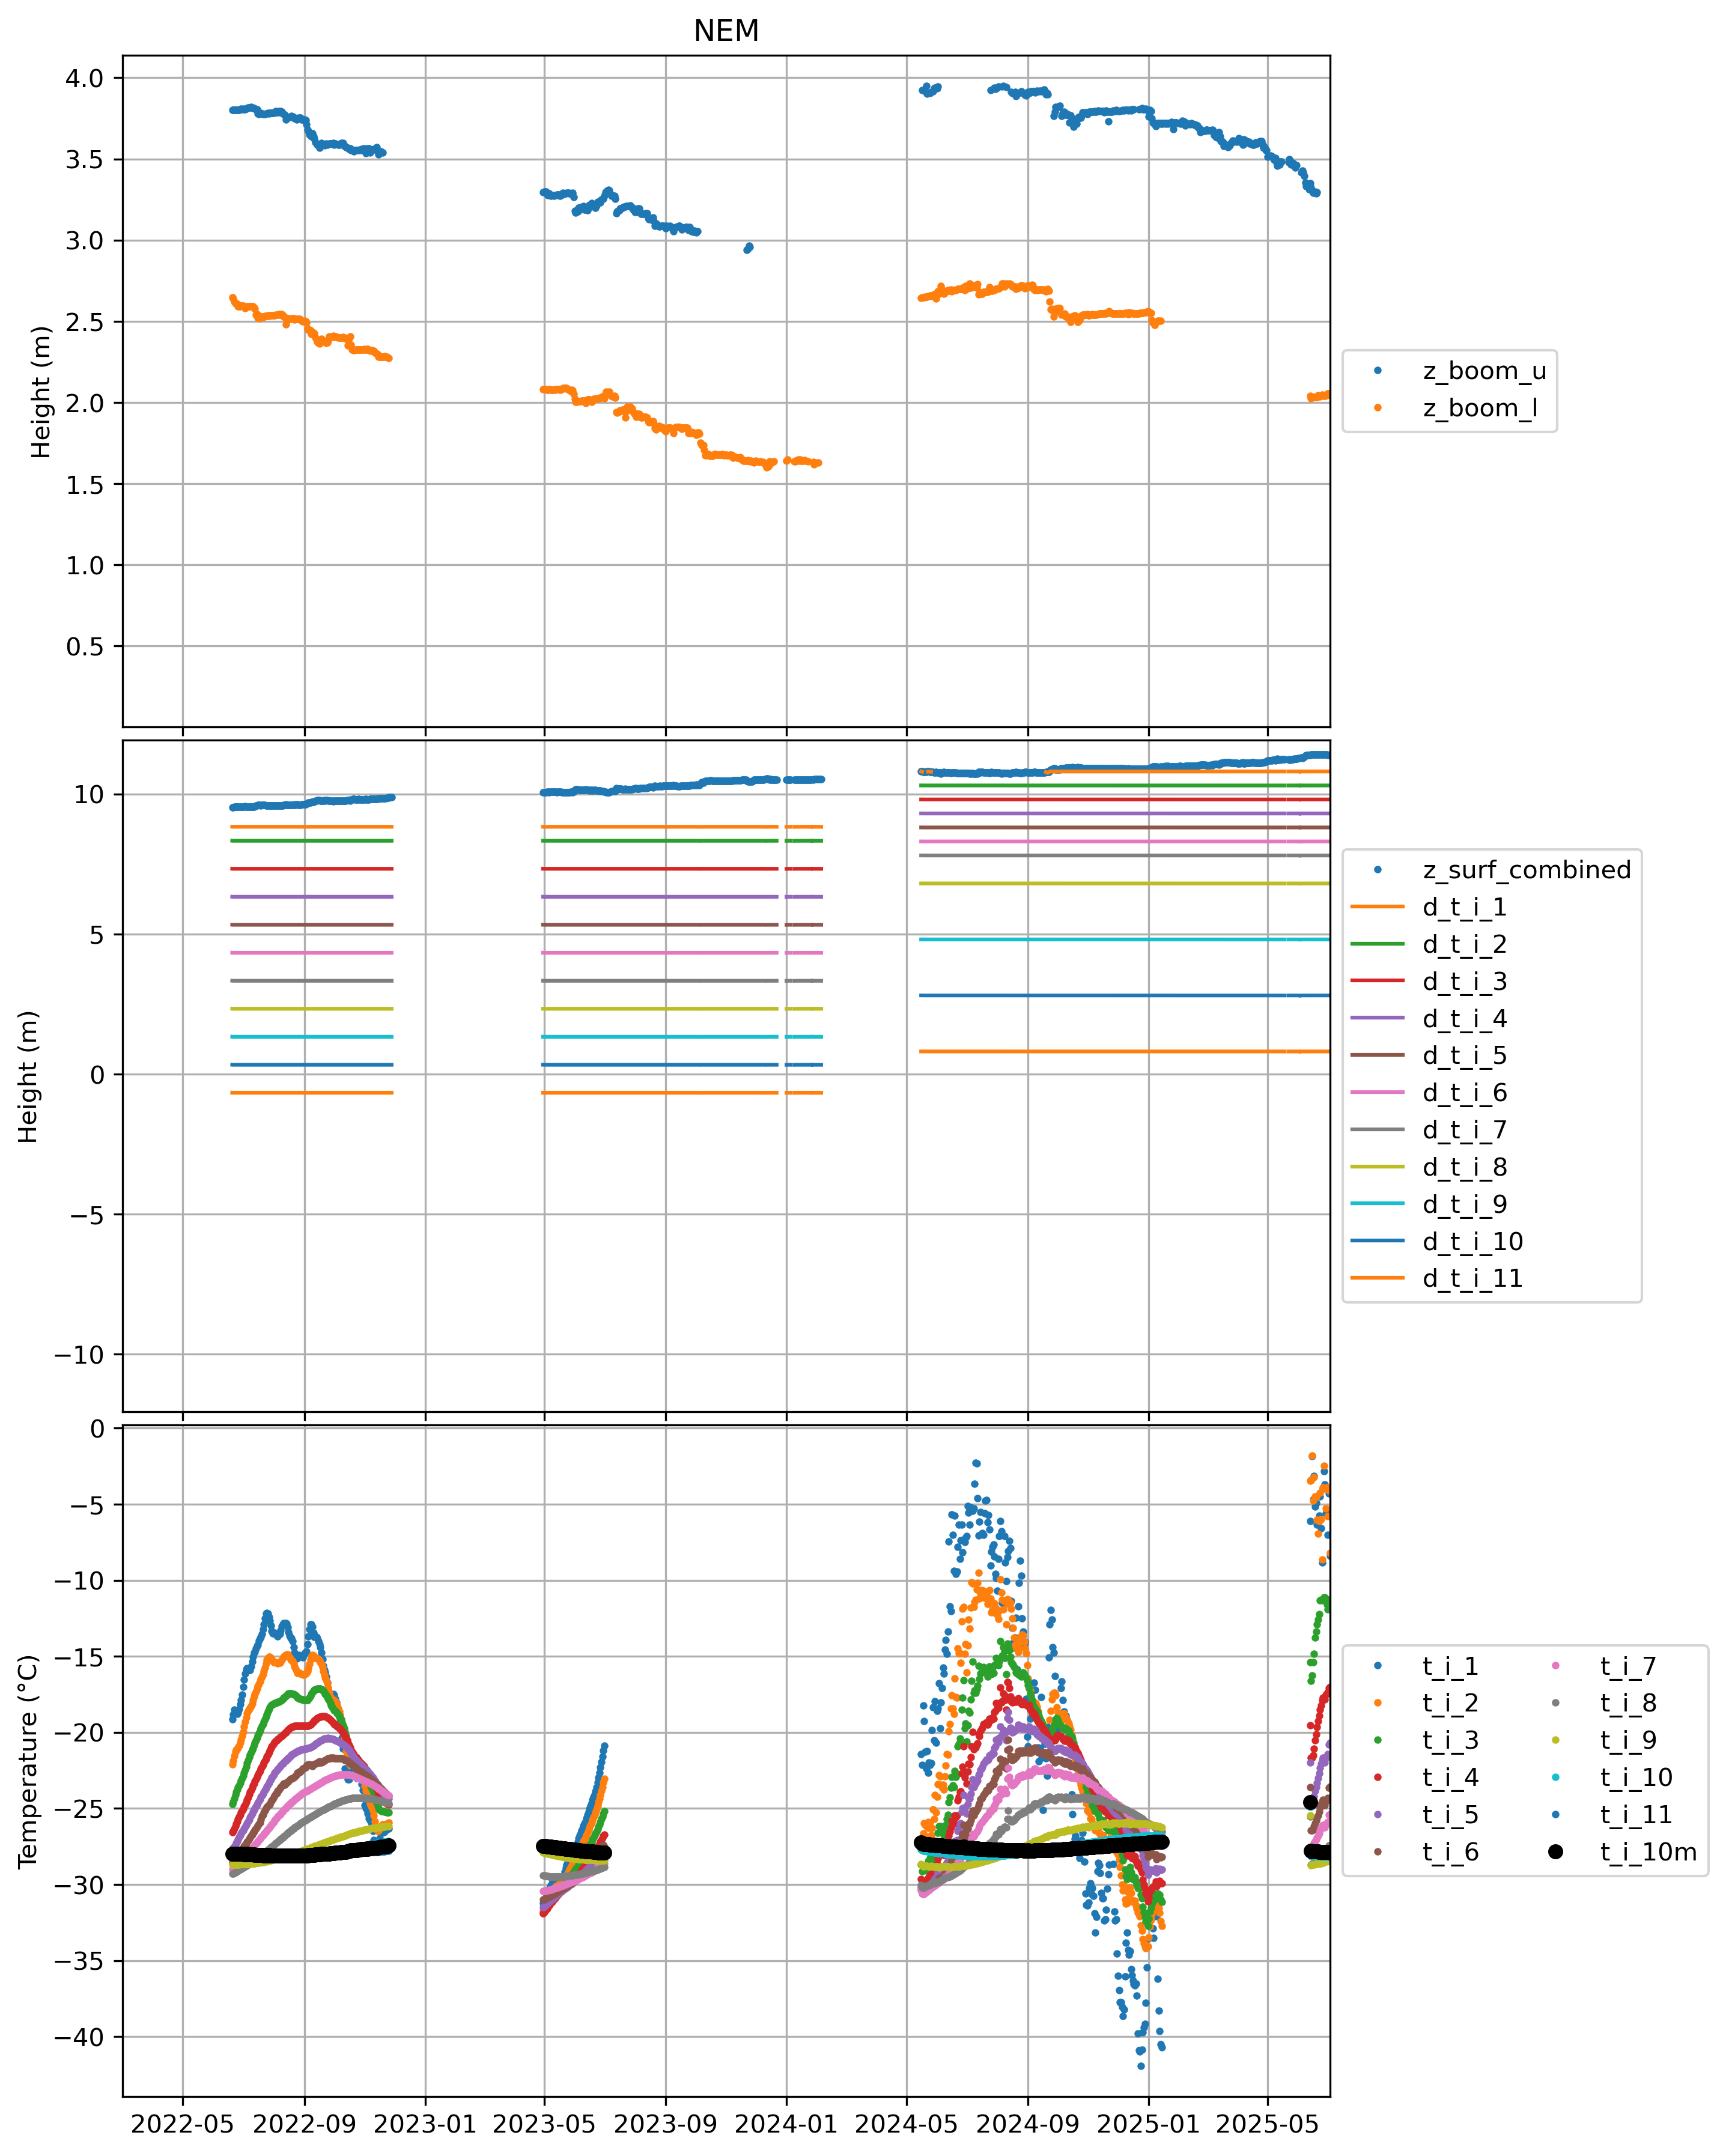 NEM
4.0
3.5
3.0
2.5
2.0
1.5
1.0
0.5
Height (m)
z_boom_u
z_boom_l
10
5
0
−5
−10
Height (m)
z_surf_combined
d_t_i_1
d_t_i_2
d_t_i_3
d_t_i_4
d_t_i_5
d_t_i_6
d_t_i_7
d_t_i_8
d_t_i_9
d_t_i_10
d_t_i_11
0
−5
−10
−15
−20
−25
−30
−35
−40
Temperature (°C)
t_i_1
t_i_2
t_i_3
t_i_4
t_i_5
t_i_6
t_i_7
t_i_8
t_i_9
t_i_10
t_i_11
t_i_10m
2022-05 2022-09 2023-01 2023-05 2023-09 2024-01 2024-05 2024-09 2025-01 2025-05